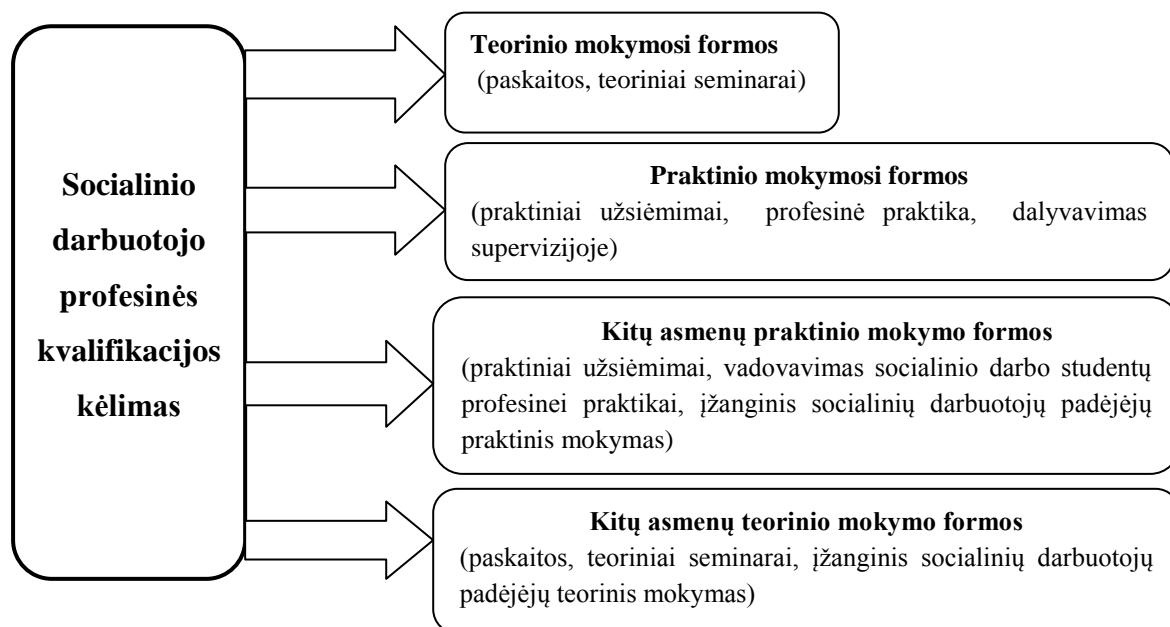 Socialinio
darbuotojo
profesinės
kvalifikacijos
kėlimas
Teorinio mokymosi formos
(paskaitos, teoriniai seminarai)
Praktinio mokymosi formos
(praktiniai užsiėmimai, profesinė praktika, dalyvavimas
supervizijoje)
Kitų asmenų praktinio mokymo formos
(praktiniai užsiėmimai, vadovavimas socialinio darbo studentų
profesinei praktikai, įžanginis socialinių darbuotojų padėjėjų
praktinis mokymas)
Kitų asmenų teorinio mokymo formos
(paskaitos, teoriniai seminarai, įžanginis socialinių darbuotojų
padėjėjų teorinis mokymas)